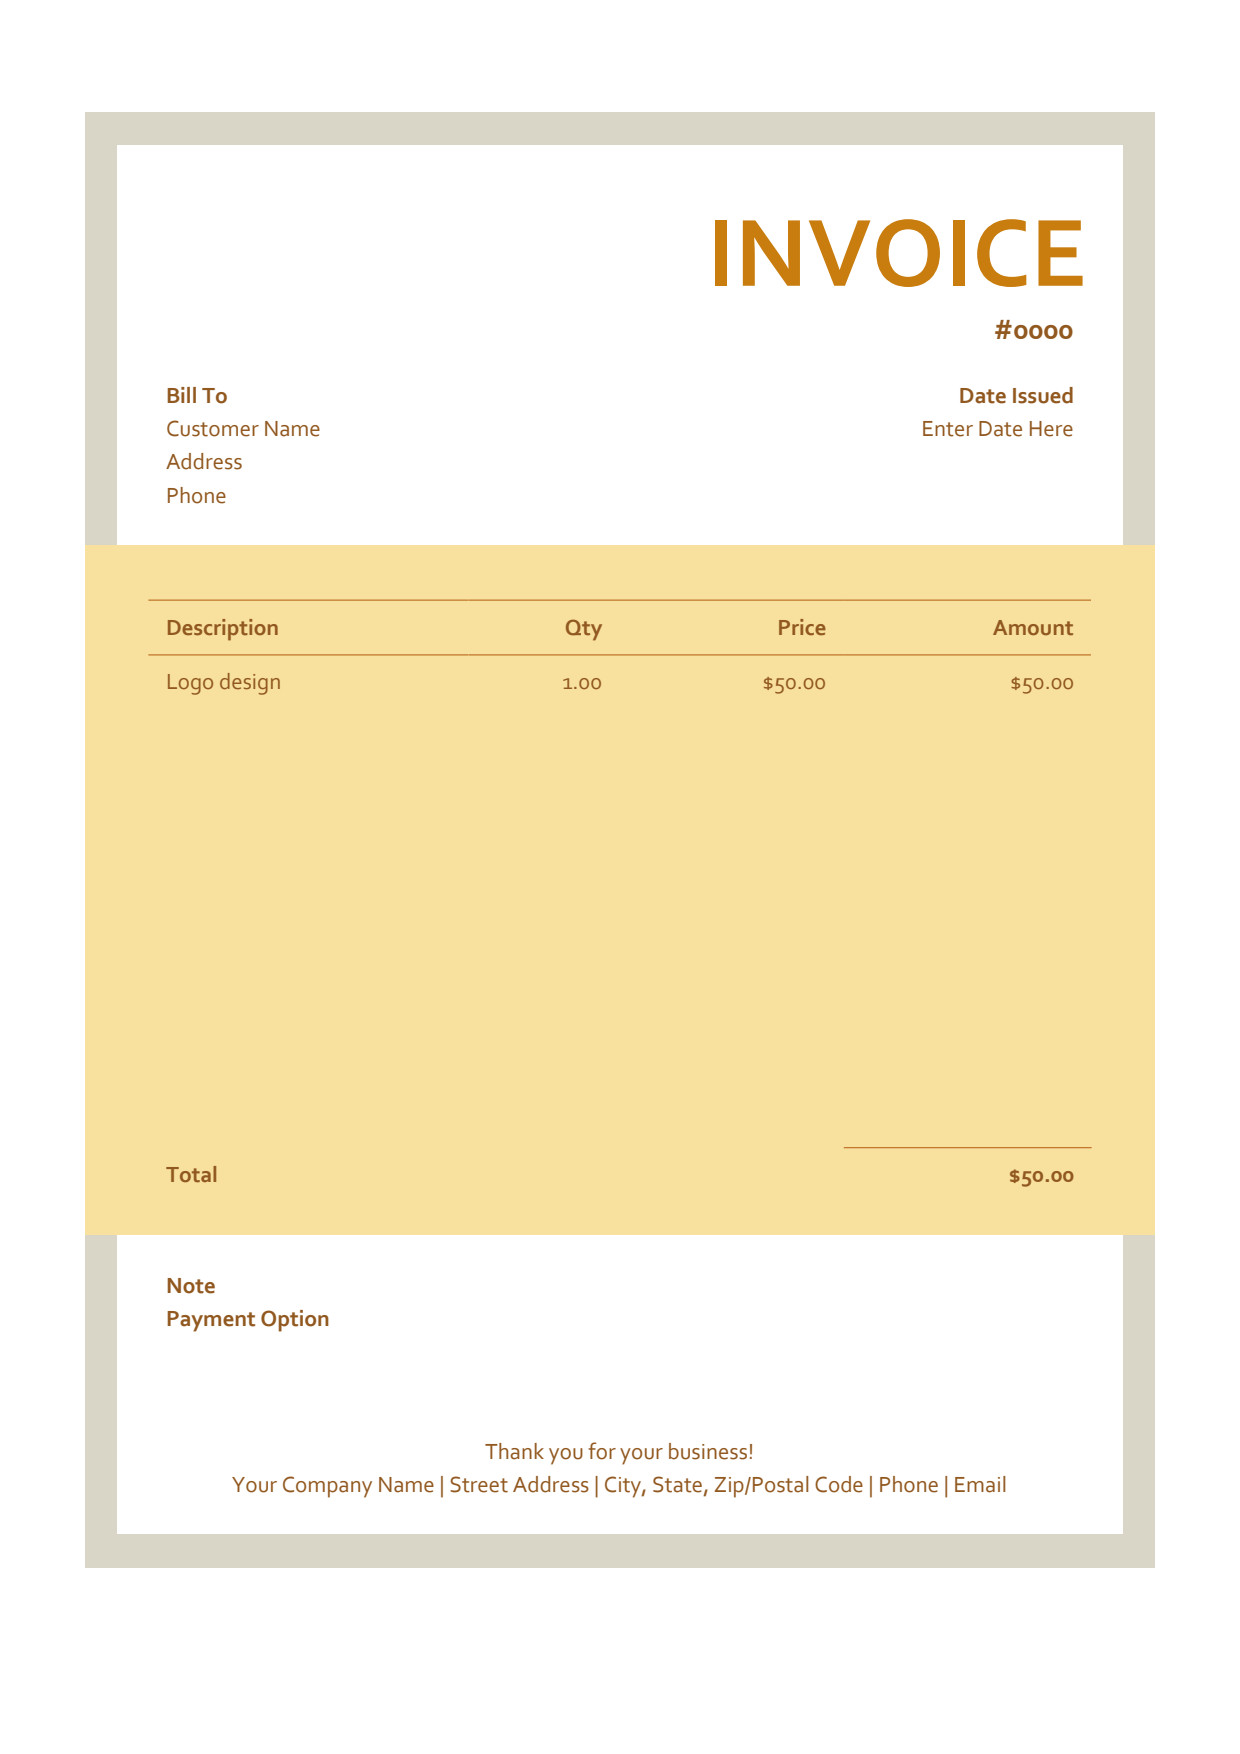 INVOICE
#0000
Bill To Date Issued
Customer Name Enter Date Here
Address
Phone
Description Qty Price Amount
Logo design 1.00 $50.00 $50.00
Total $50.00
Note
Payment Option
Thank you for your business!
Your Company Name | Street Address | City, State, Zip/Postal Code | Phone | Email